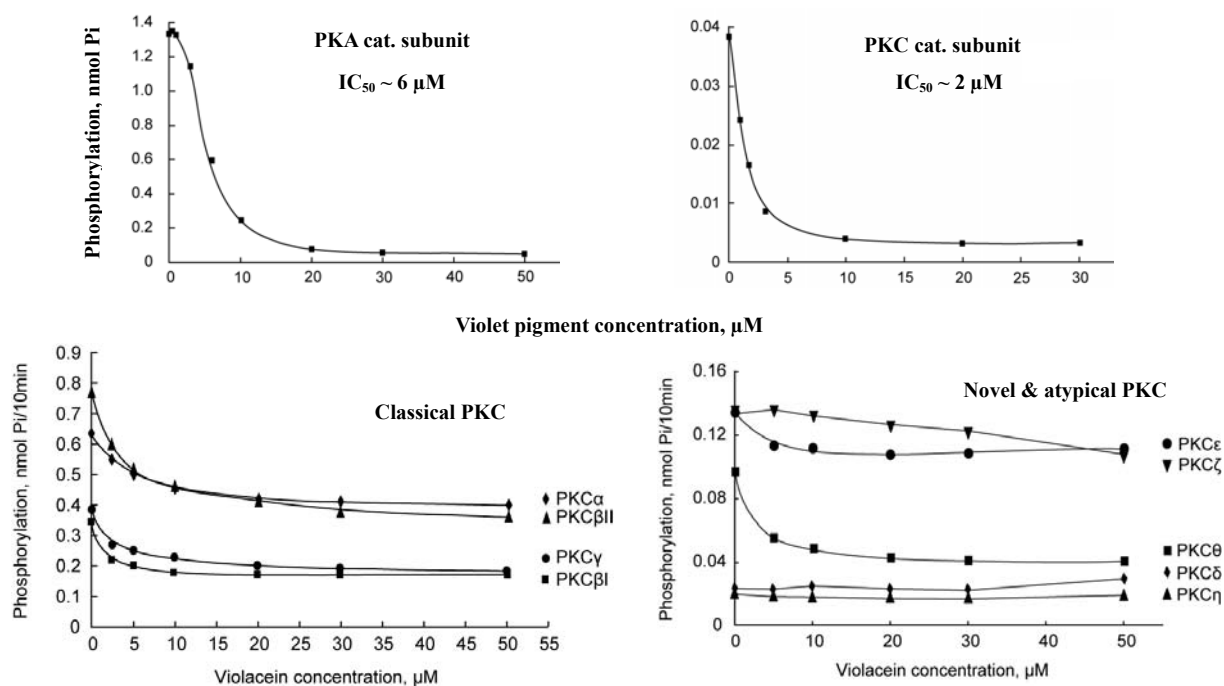 Phosphorylation, nmol Pi
1.4
1.2
1.0
0.8
0.6
0.4
0.2
0
0 10 20 30 40 50
PKA cat. subunit
IC₅₀ ~ 6 µM
0.04
0.03
0.02
0.01
0
0 5 10 15 20 25 30
PKC cat. subunit
IC₅₀ ~ 2 µM
Violet pigment concentration, µM
Phosphorylation, nmol Pi/10min
0.9
0.8
0.7
0.6
0.5
0.4
0.3
0.2
0.1
0
0 5 10 15 20 25 30 35 40 45 50 55
Classical PKC
PKCα
PKCβII
PKCγ
PKCβI
Violacein concentration, µM
Phosphorylation, nmol Pi/10min
0.16
0.12
0.08
0.04
0
0 10 20 30 40 50
Novel & atypical PKC
PKCε
PKCζ
PKCθ
PKCδ
PKCη
Violacein concentration, µM